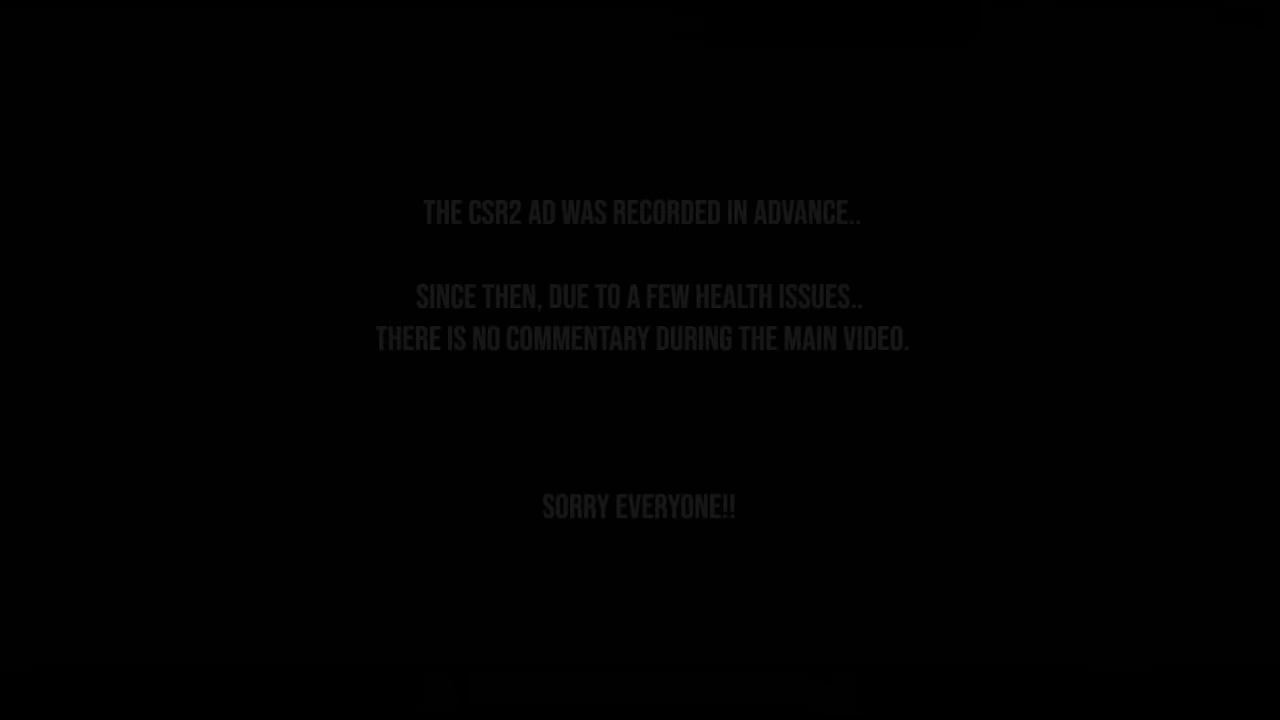 THE CSR2 AD WAS RECORDED IN ADVANCE..
SINCE THEN, DUE TO A FEW HEALTH ISSUES..
THERE IS NO COMMENTARY DURING THE MAIN VIDEO.
SORRY EVERYONE!!